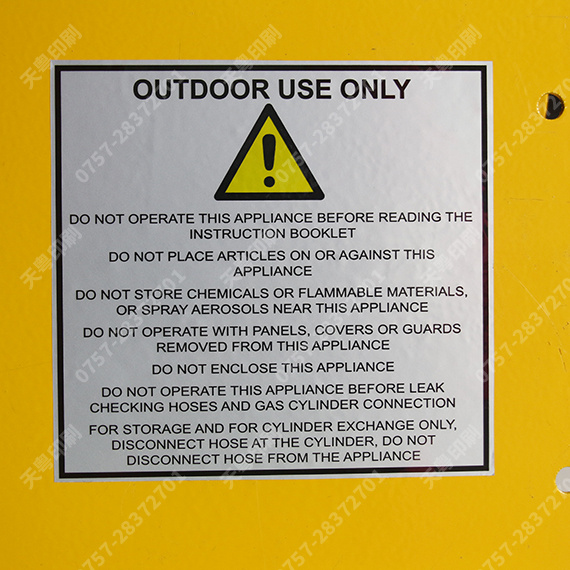 OUTDOOR USE ONLY
DO NOT OPERATE THIS APPLIANCE BEFORE READING THE
INSTRUCTION BOOKLET
DO NOT PLACE ARTICLES ON OR AGAINST THIS
APPLIANCE
DO NOT STORE CHEMICALS OR FLAMMABLE MATERIALS,
OR SPRAY AEROSOLS NEAR THIS APPLIANCE
DO NOT OPERATE WITH PANELS, COVERS OR GUARDS
REMOVED FROM THIS APPLIANCE
DO NOT ENCLOSE THIS APPLIANCE
DO NOT OPERATE THIS APPLIANCE BEFORE LEAK
CHECKING HOSES AND GAS CYLINDER CONNECTION
FOR STORAGE AND FOR CYLINDER EXCHANGE ONLY,
DISCONNECT HOSE AT THE CYLINDER, DO NOT
DISCONNECT HOSE FROM THE APPLIANCE
天粤印刷
0757-28372701